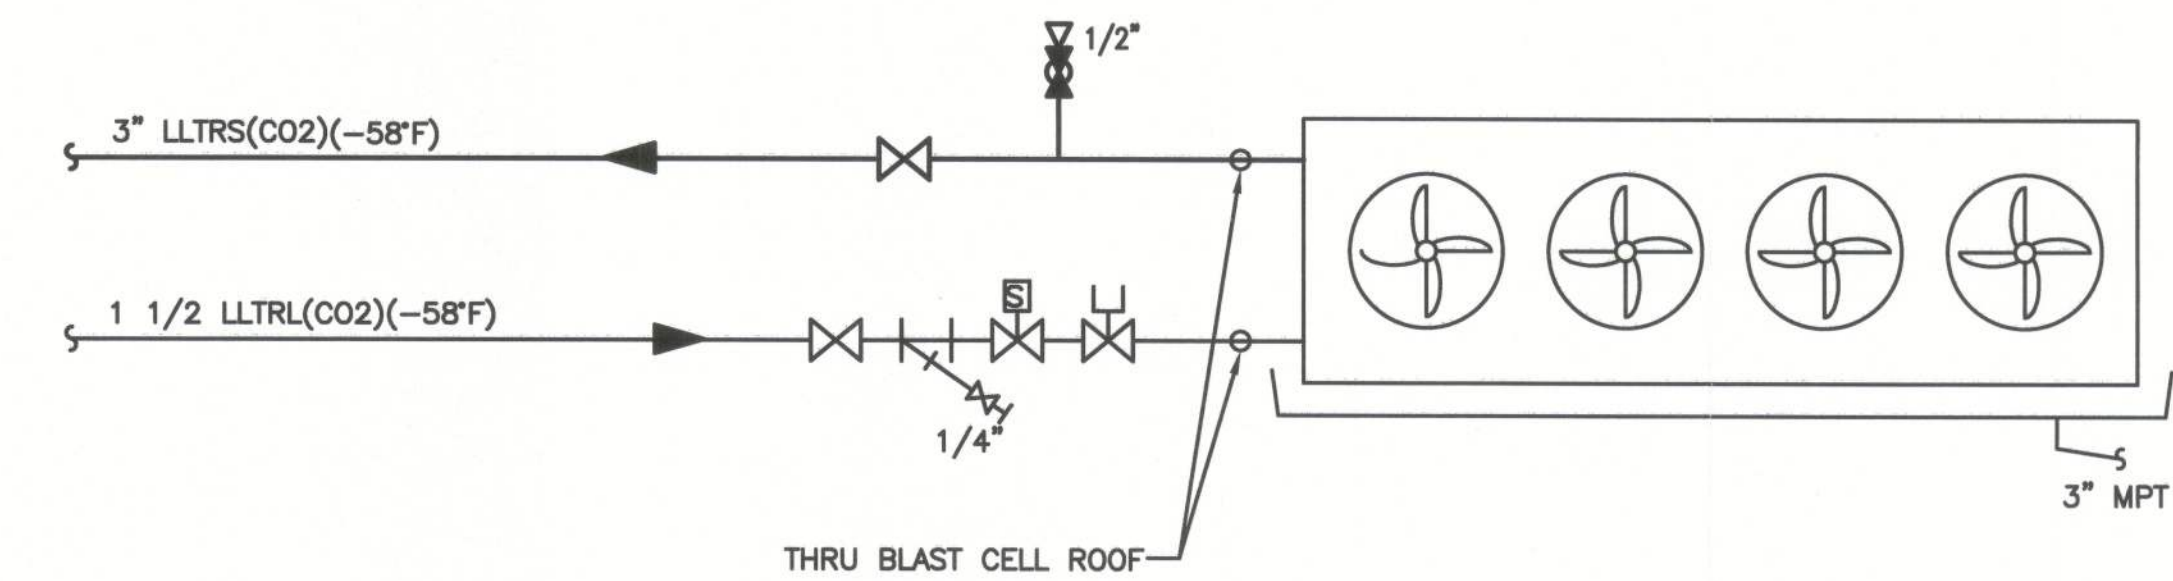 1/2"
3" LLTRS(CO2)(-58°F)
1 1/2 LLTRL(CO2)(-58°F)
S
1/4"
3" MPT
THRU BLAST CELL ROOF